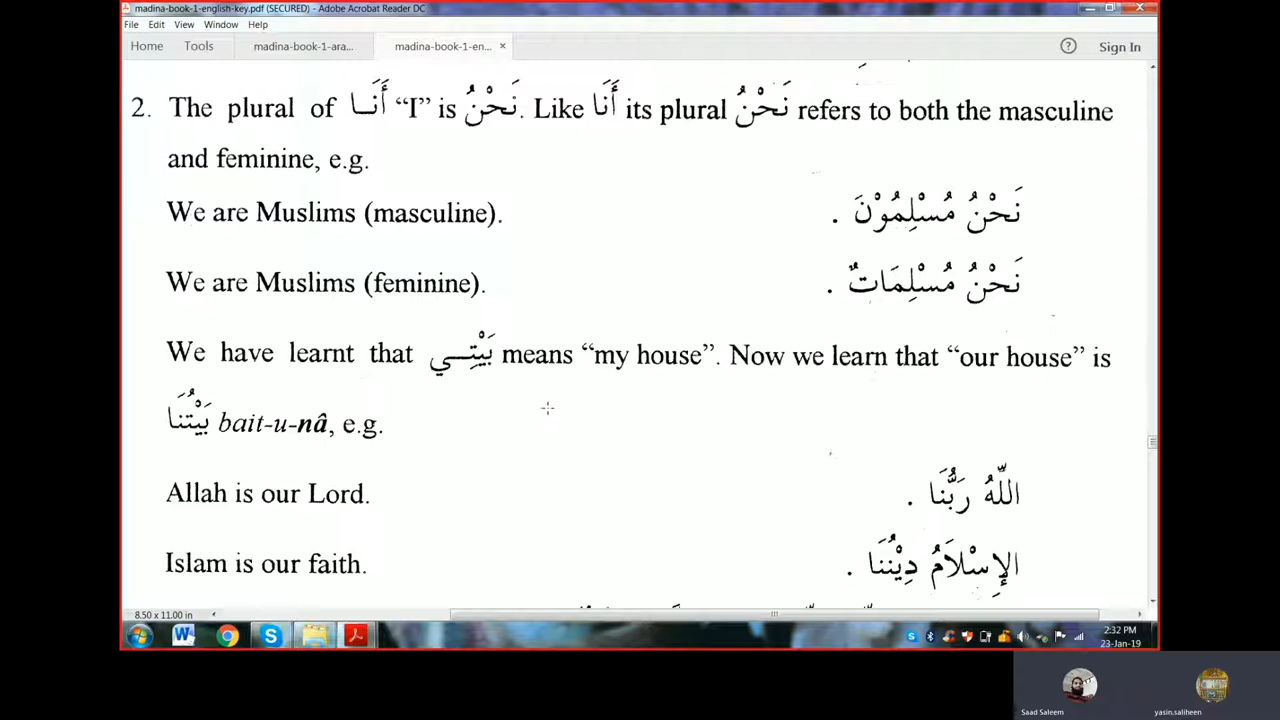 madina-book-1-english-key.pdf (SECURED) - Adobe Acrobat Reader DC
File Edit View Window Help
Home Tools madina-book-1-ara... madina-book-1-en... × ? Sign In
2. The plural of أَنَــا “I” is نَحْنُ. Like أَنَا its plural نَحْنُ refers to both the masculine
and feminine, e.g.
We are Muslims (masculine). نَحْنُ مُسْلِمُوْنَ .
We are Muslims (feminine). نَحْنُ مُسْلِمَاتٌ .
We have learnt that بَيْتِـــي means “my house”. Now we learn that “our house” is
بَيْتُنَا bait-u-nâ, e.g.
Allah is our Lord. اللّهُ رَبُّنَا .
Islam is our faith. الإِسْلاَمُ دِيْنُنَا .
8.50 x 11.00 in
2:32 PM
23-Jan-19
Saad Saleem yasin.saliheen